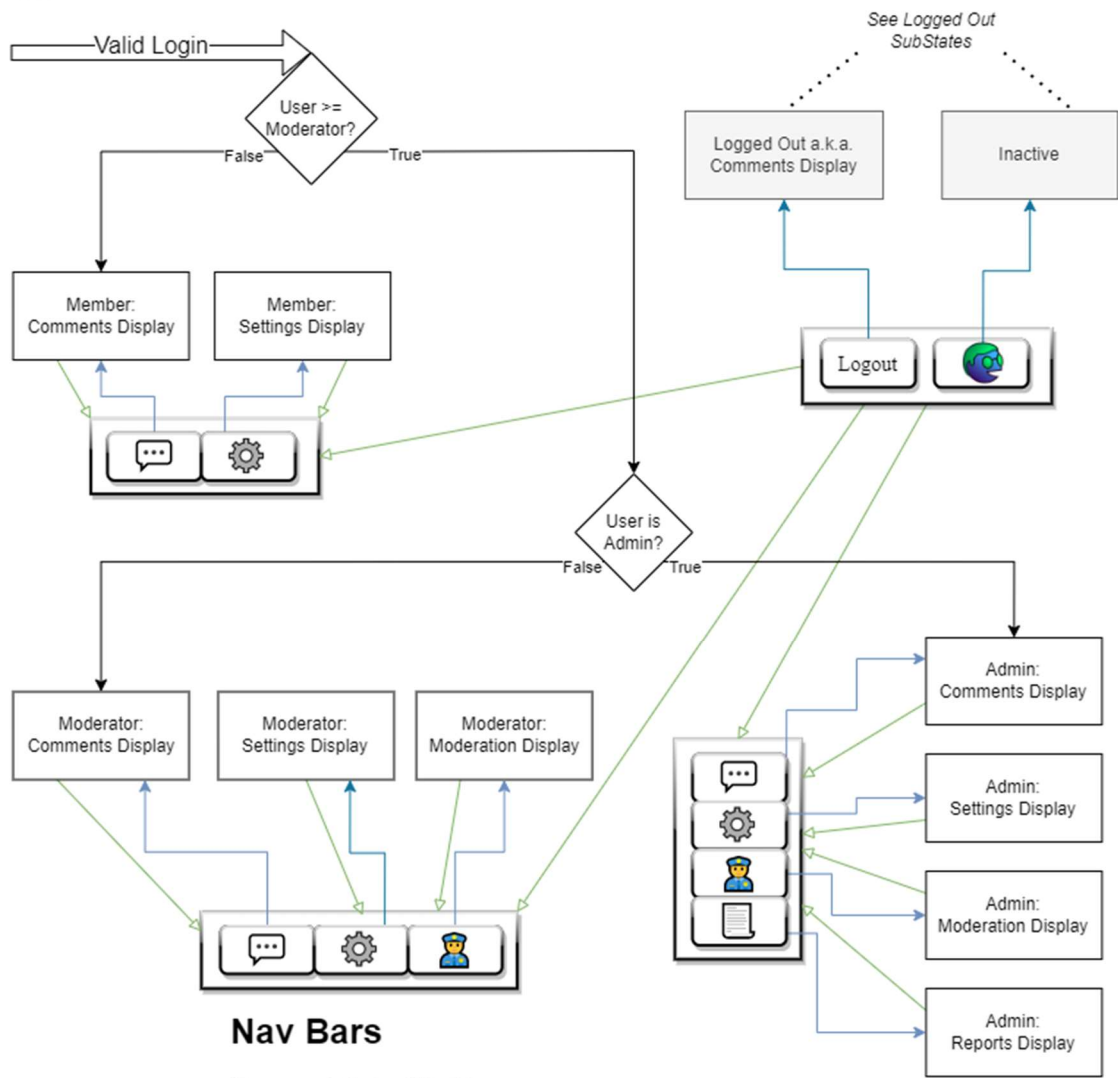 See Logged Out
SubStates
Valid Login
User >=
Moderator?
False
True
Logged Out a.k.a.
Comments Display
Inactive
Member:
Comments Display
Member:
Settings Display
Logout
User is
Admin?
False
True
Admin:
Comments Display
Moderator:
Comments Display
Moderator:
Settings Display
Moderator:
Moderation Display
Admin:
Settings Display
Admin:
Moderation Display
Admin:
Reports Display
Nav Bars